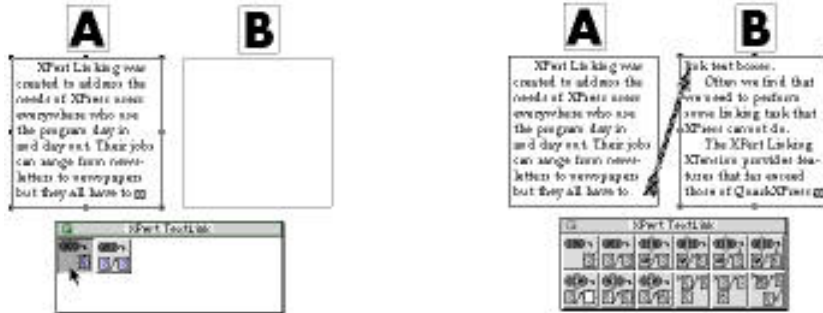 A
B
XPert Linking was
created to address the
needs of XPress users
everywhere who use
the program day in
and day out. Their jobs
can range from news-
letters to newspapers
but they all have to
XPert TextLink
A
B
XPert Linking was
created to address the
needs of XPress users
everywhere who use
the program day in
and day out. Their jobs
can range from news-
letters to newspapers
but they all have to
link text boxes.
Often we find that
we need to perform
some linking task that
XPress cannot do.
The XPert Linking
XTension provides fea-
tures that far exceed
those of QuarkXPress
XPert TextLink